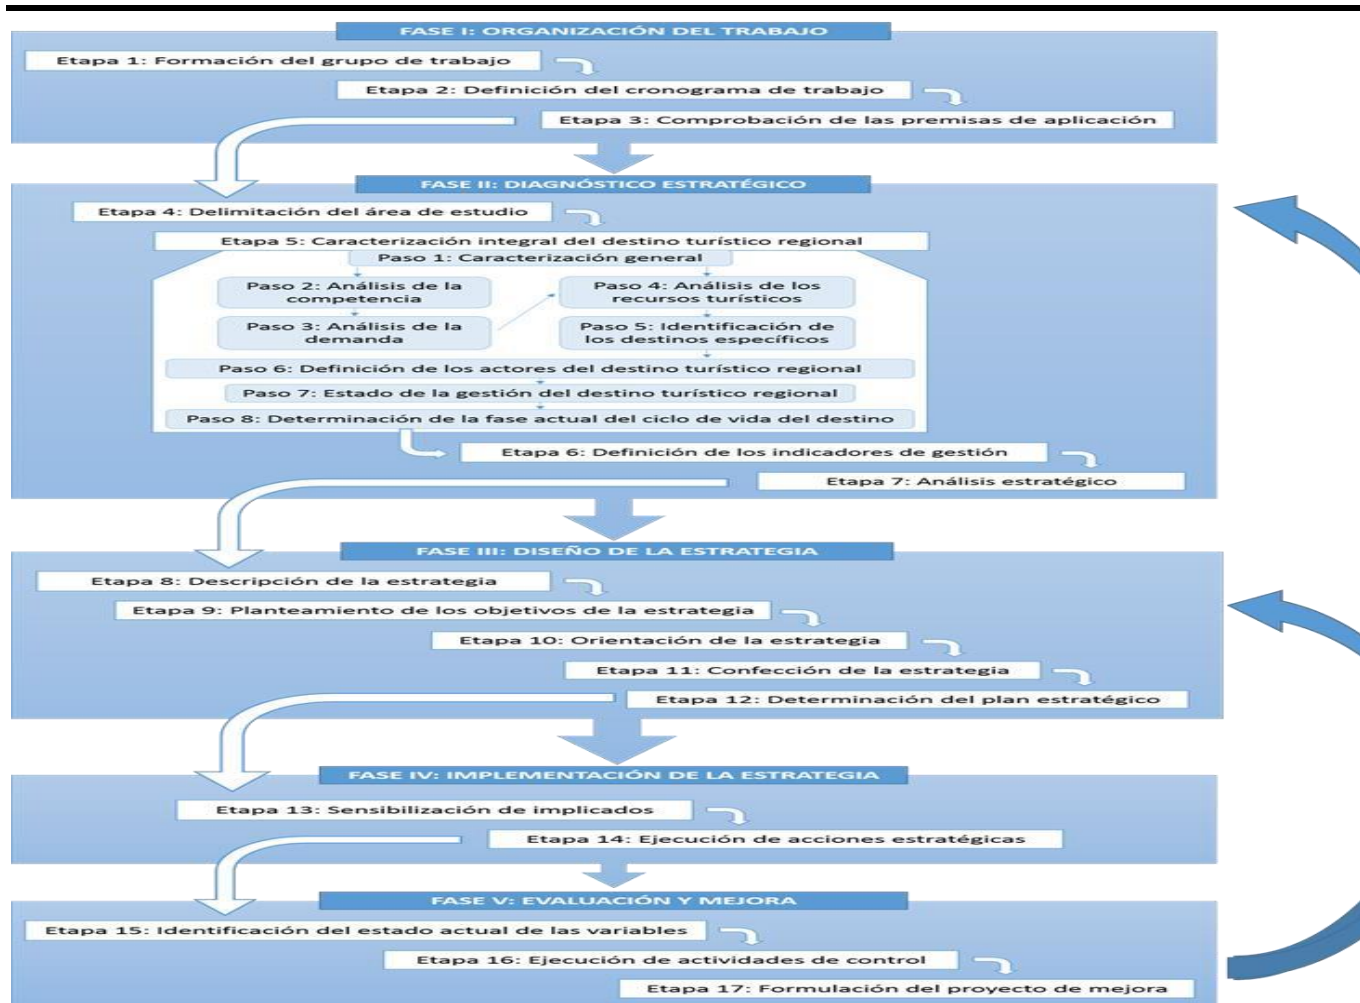 FASE I: ORGANIZACIÓN DEL TRABAJO
Etapa 1: Formación del grupo de trabajo
Etapa 2: Definición del cronograma de trabajo
Etapa 3: Comprobación de las premisas de aplicación
FASE II: DIAGNÓSTICO ESTRATÉGICO
Etapa 4: Delimitación del área de estudio
Etapa 5: Caracterización integral del destino turístico regional
Paso 1: Caracterización general
Paso 2: Análisis de la
competencia
Paso 3: Análisis de la
demanda
Paso 4: Análisis de los
recursos turísticos
Paso 5: Identificación de
los destinos específicos
Paso 6: Definición de los actores del destino turístico regional
Paso 7: Estado de la gestión del destino turístico regional
Paso 8: Determinación de la fase actual del ciclo de vida del destino
Etapa 6: Definición de los indicadores de gestión
Etapa 7: Análisis estratégico
FASE III: DISEÑO DE LA ESTRATEGIA
Etapa 8: Descripción de la estrategia
Etapa 9: Planteamiento de los objetivos de la estrategia
Etapa 10: Orientación de la estrategia
Etapa 11: Confección de la estrategia
Etapa 12: Determinación del plan estratégico
FASE IV: IMPLEMENTACIÓN DE LA ESTRATEGIA
Etapa 13: Sensibilización de implicados
Etapa 14: Ejecución de acciones estratégicas
FASE V: EVALUACIÓN Y MEJORA
Etapa 15: Identificación del estado actual de las variables
Etapa 16: Ejecución de actividades de control
Etapa 17: Formulación del proyecto de mejora